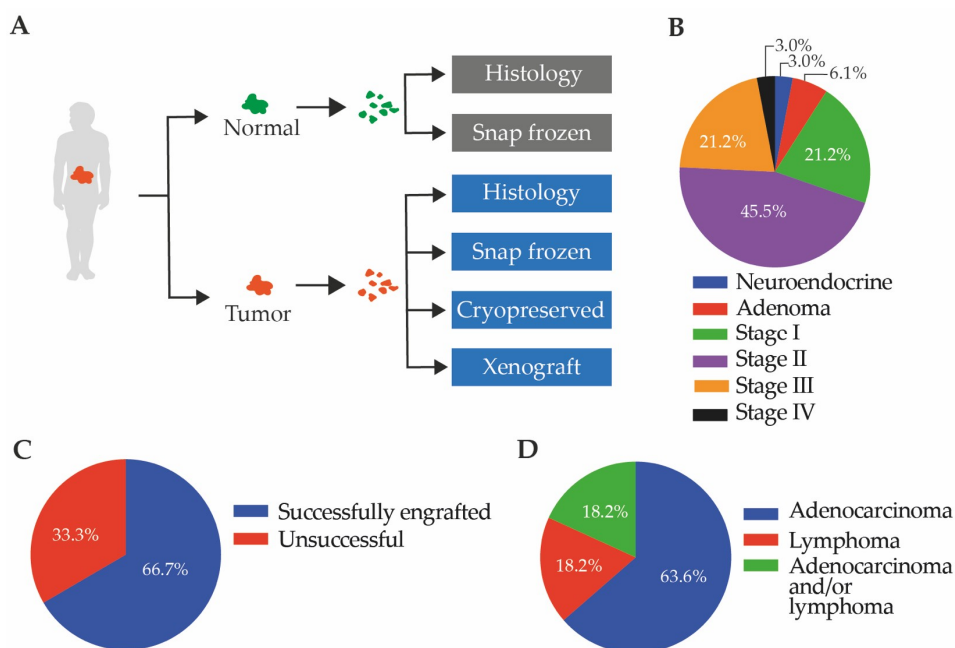 A
Normal
Histology
Snap frozen
Tumor
Histology
Snap frozen
Cryopreserved
Xenograft
B
3.0%
3.0%
6.1%
21.2%
21.2%
45.5%
Neuroendocrine
Adenoma
Stagc I
Stage II
Stage III
Stage IV
C
33.3%
66.7%
Successfully engrafted
Unsuccessful
D
18.2%
18.2%
63.6%
Adenocarcinoma
Lymphoma
Adenocarcinoma
and/or
lymphoma